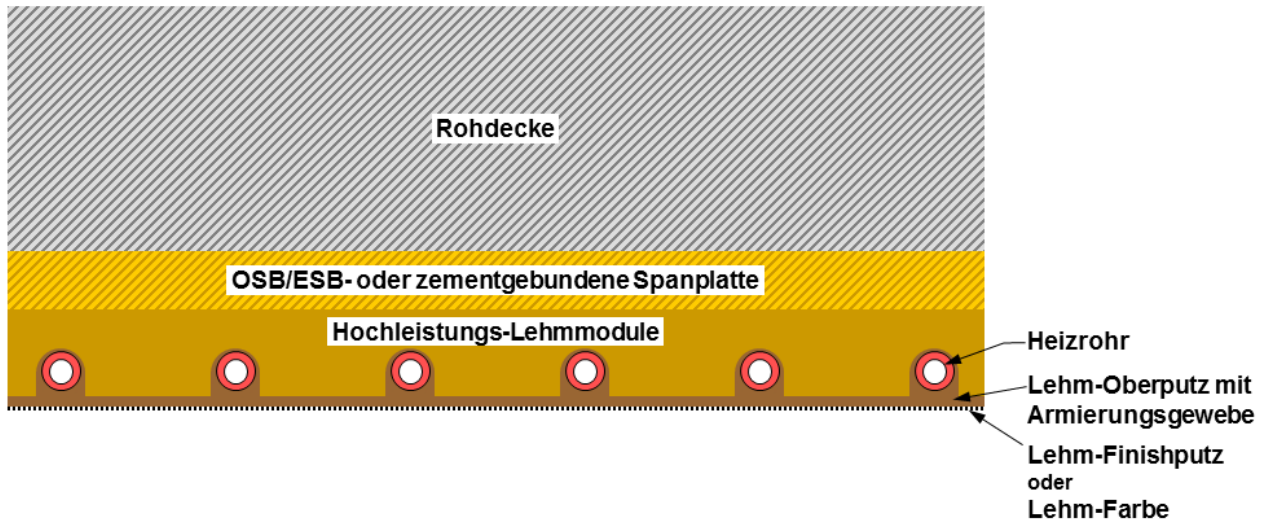 Rohdecke
OSB/ESB- oder zementgebundene Spanplatte
Hochleistungs-Lehmmodule
Heizrohr
Lehm-Oberputz mit
Armierungsgewebe
Lehm-Finishputz
oder
Lehm-Farbe